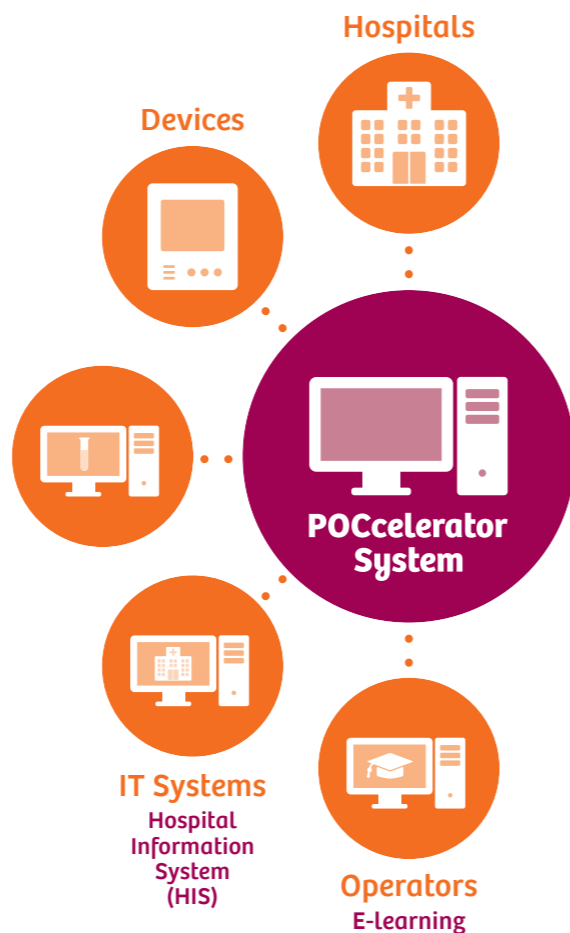 Hospitals
Devices
POCcelerator
System
IT Systems
Hospital
Information
System
(HIS)
Operators
E-learning